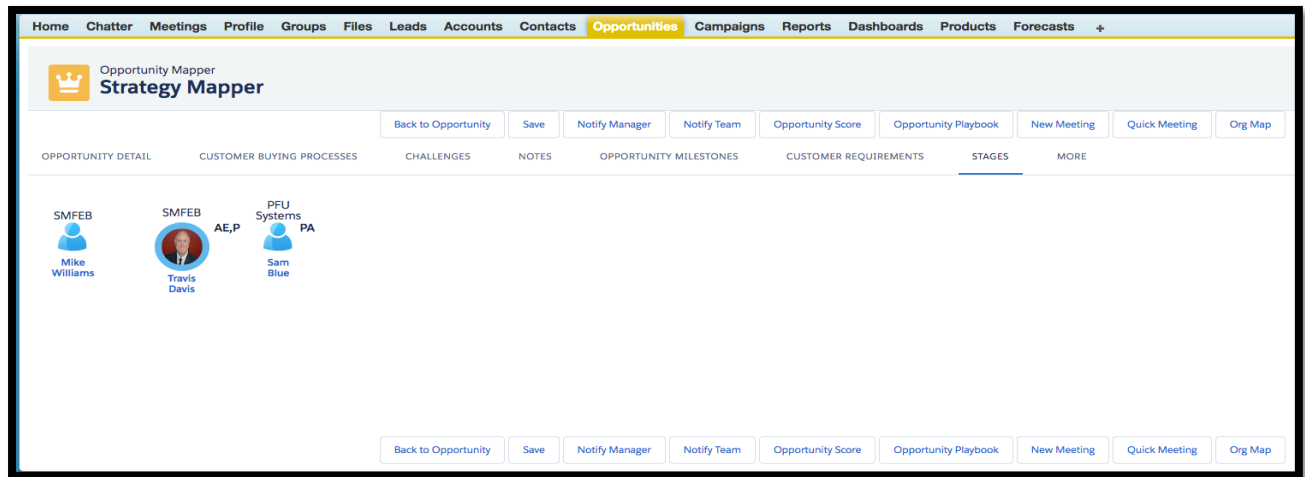 Home Chatter Meetings Profile Groups Files Leads Accounts Contacts Opportunities Campaigns Reports Dashboards Products Forecasts +
Opportunity Mapper
Strategy Mapper
Back to Opportunity Save Notify Manager Notify Team Opportunity Score Opportunity Playbook New Meeting Quick Meeting Org Map
OPPORTUNITY DETAIL CUSTOMER BUYING PROCESSES CHALLENGES NOTES OPPORTUNITY MILESTONES CUSTOMER REQUIREMENTS STAGES MORE
SMFEB
Mike
Williams
SMFEB
AE,P
Travis
Davis
PFU
Systems
PA
Sam
Blue
Back to Opportunity Save Notify Manager Notify Team Opportunity Score Opportunity Playbook New Meeting Quick Meeting Org Map